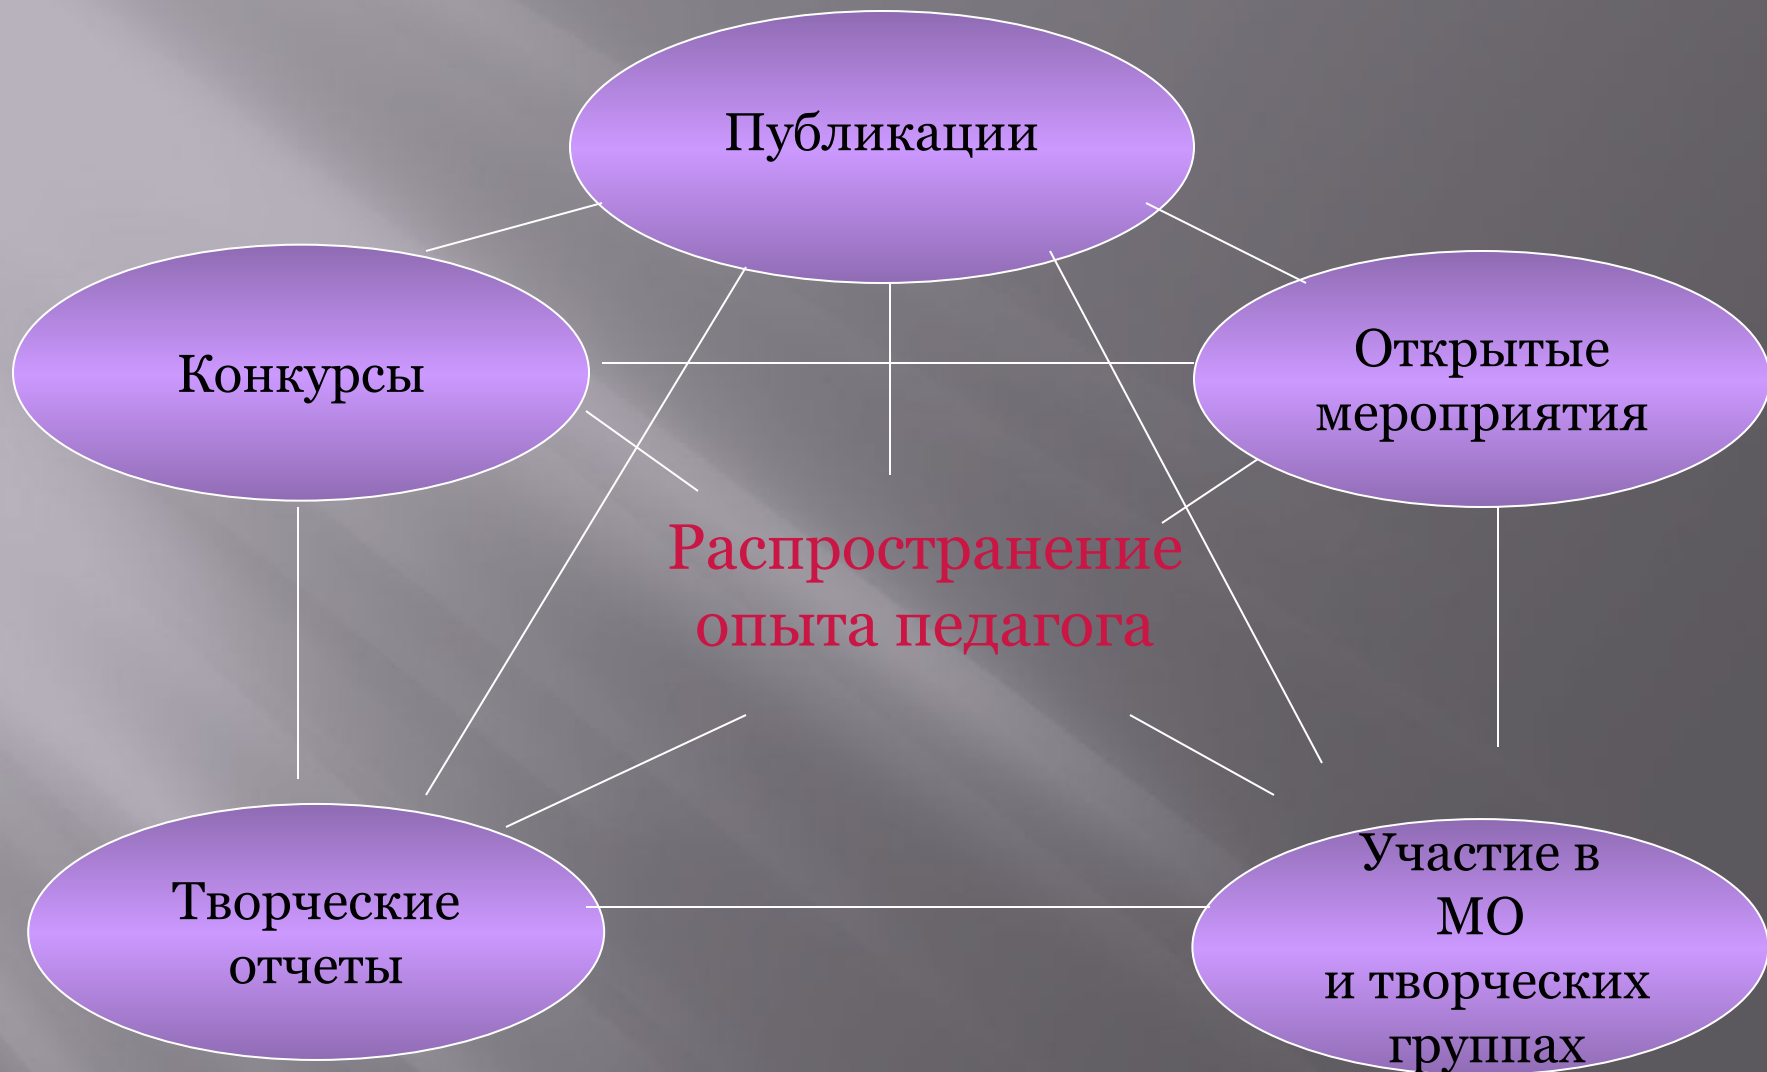 Публикации
Конкурсы
Открытые
мероприятия
Распространение
опыта педагога
Творческие
отчеты
Участие в
МО
и творческих
группах